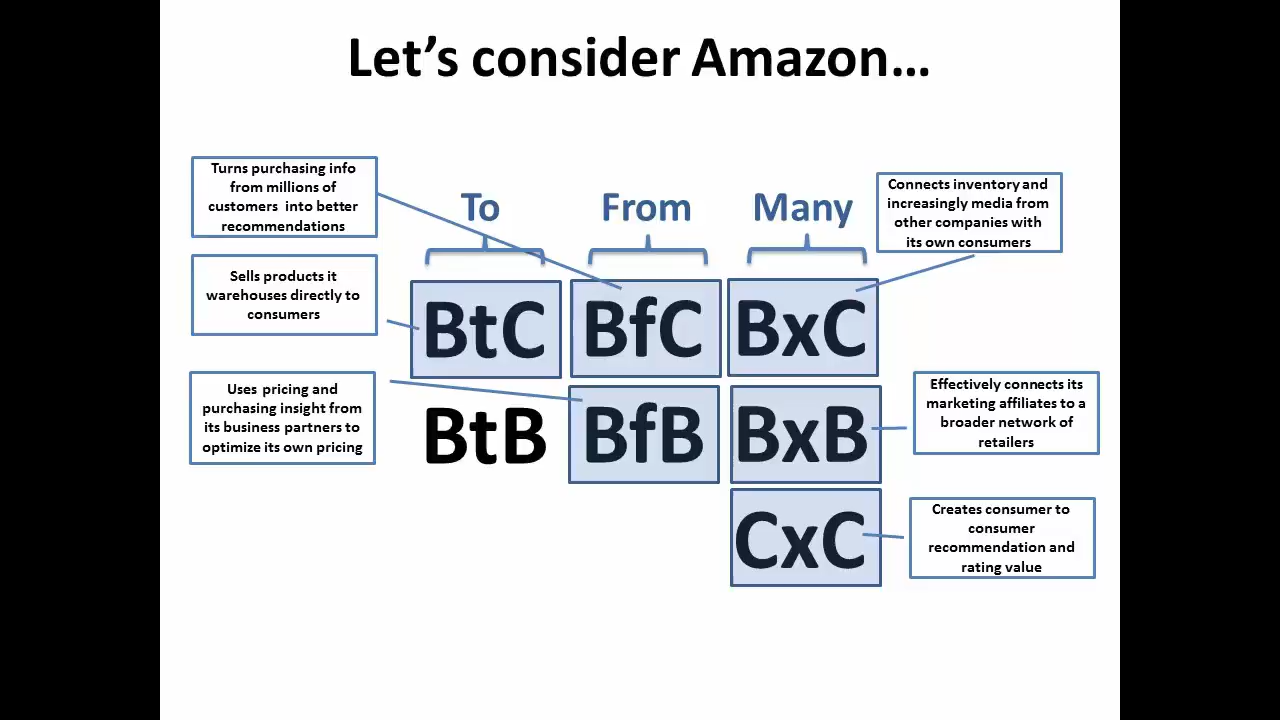 Let's consider Amazon...
Turns purchasing info
from millions of
customers into better
recommendations
Sells products it
warehouses directly to
consumers
Uses pricing and
purchasing insight from
its business partners to
optimize its own pricing
To
From
Many
BtC
BfC
BxC
BtB
BfB
BxB
CxC
Connects inventory and
increasingly media from
other companies with
its own consumers
Effectively connects its
marketing affiliates to a
broader network of
retailers
Creates consumer to
consumer
recommendation and
rating value